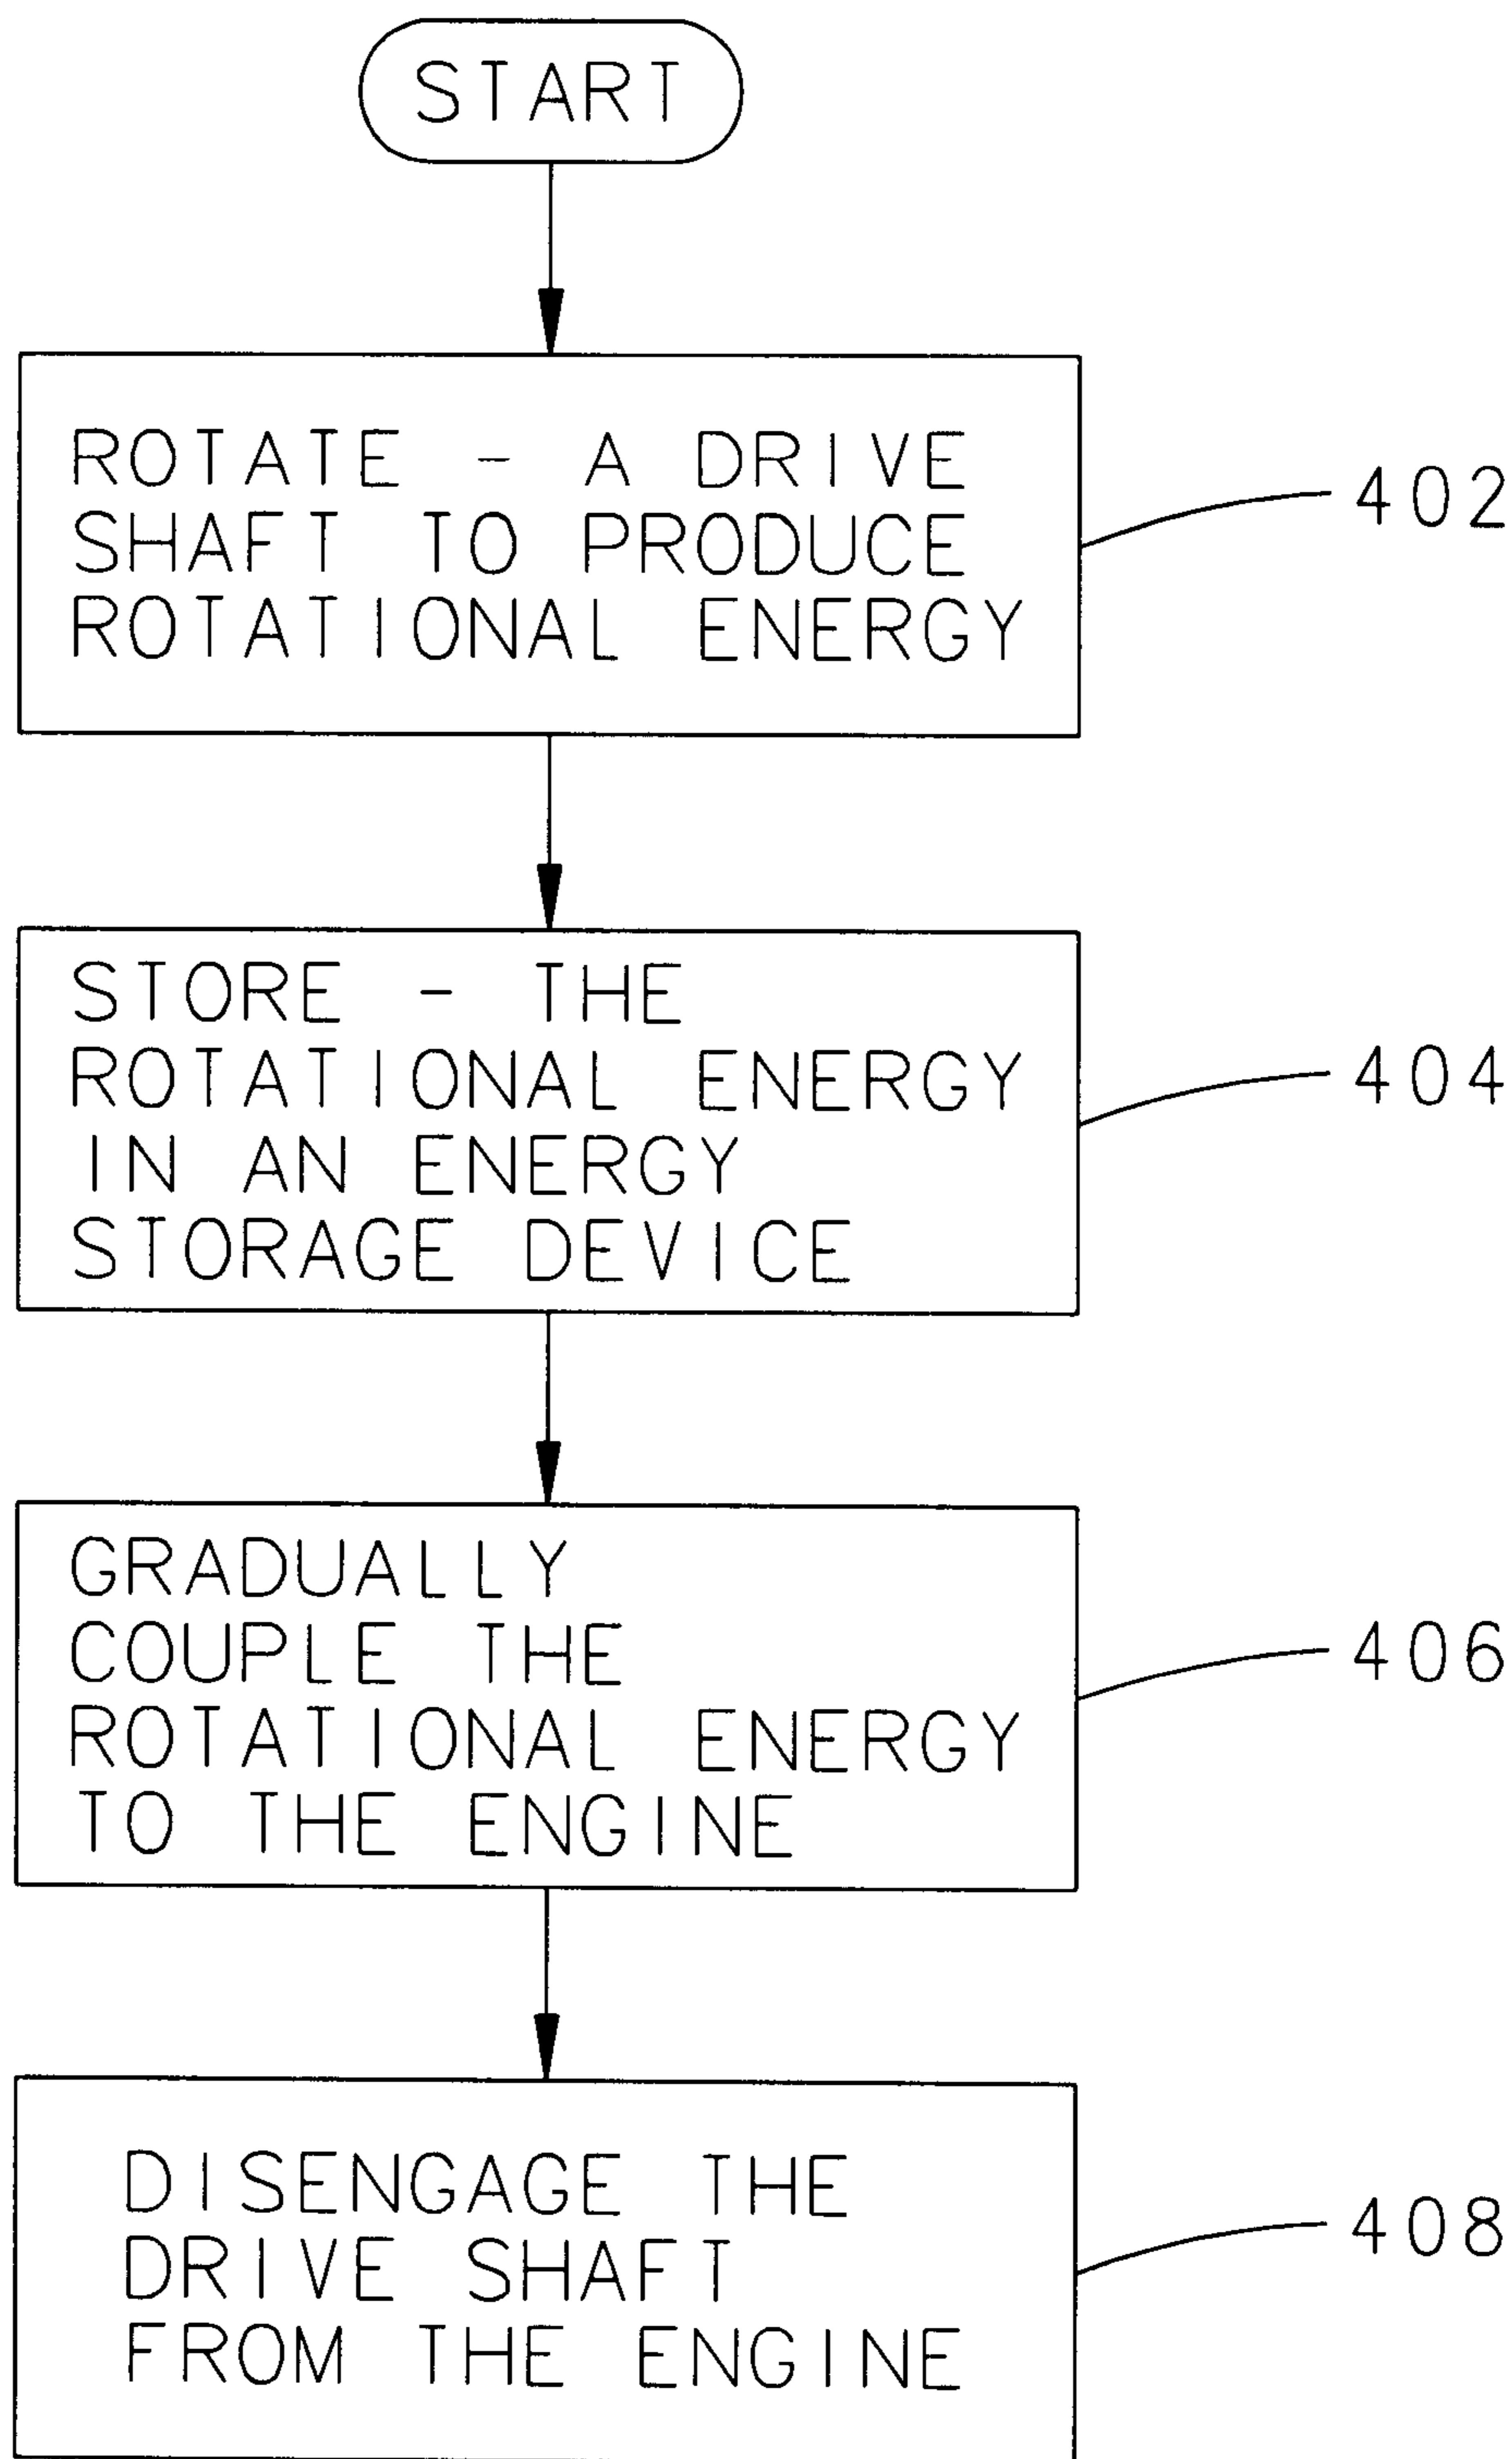 START
ROTATE - A DRIVE
SHAFT TO PRODUCE
ROTATIONAL ENERGY
402
STORE - THE
ROTATIONAL ENERGY
IN AN ENERGY
STORAGE DEVICE
404
GRADUALLY
COUPLE THE
ROTATIONAL ENERGY
TO THE ENGINE
406
DISENGAGE THE
DRIVE SHAFT
FROM THE ENGINE
408